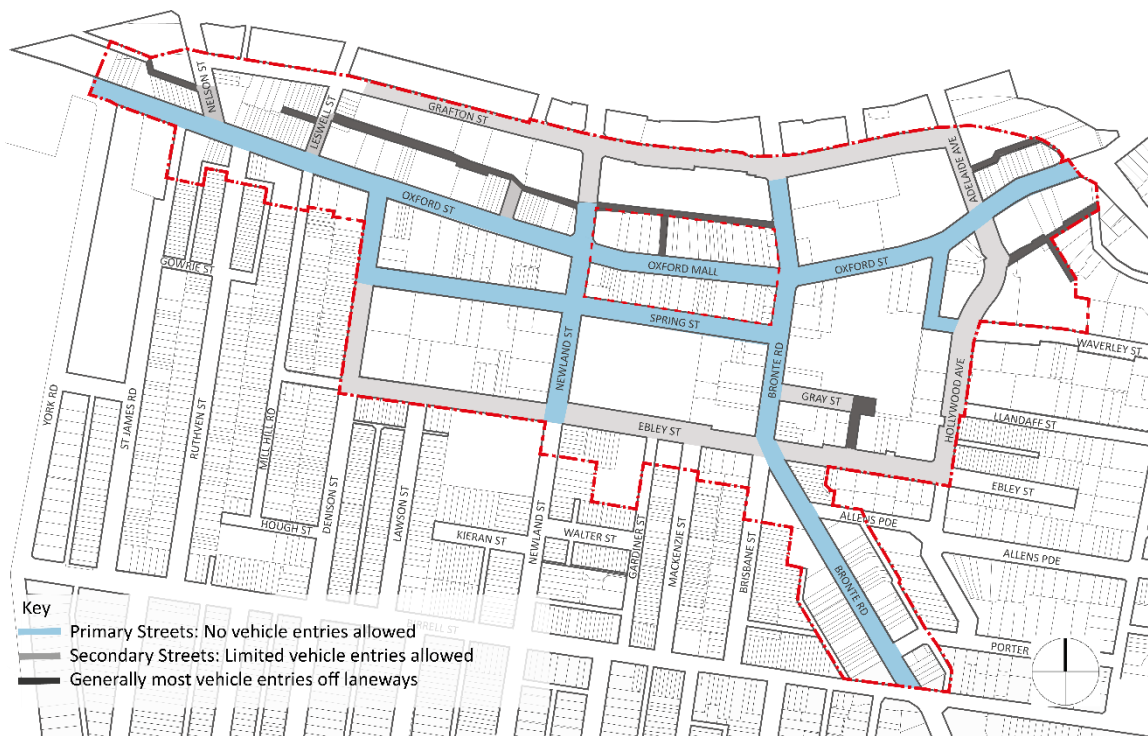 NELSON ST
LESWELL ST
GRAFTON ST
ADELAIDE AVE
OXFORD ST
OXFORD MALL
OXFORD ST
GOWRIE ST
SPRING ST
NEWLAND ST
BRONTE RD
WAVERLEY ST
GRAY ST
HOLLYWOOD AVE
LLANDAFF ST
YORK RD
ST JAMES RD
RUTHVEN ST
MILL HILL RD
EBLEY ST
EBLEY ST
DENISON ST
LAWSON ST
HOUGH ST
KIERAN ST
NEWLAND ST
WALTER ST
GARDINER ST
MACKENZIE ST
BRISBANE ST
ALLENS PDE
ALLENS PDE
BRONTE RD
PORTER
Key
Primary Streets: No vehicle entries allowed
Secondary Streets: Limited vehicle entries allowed
Generally most vehicle entries off laneways